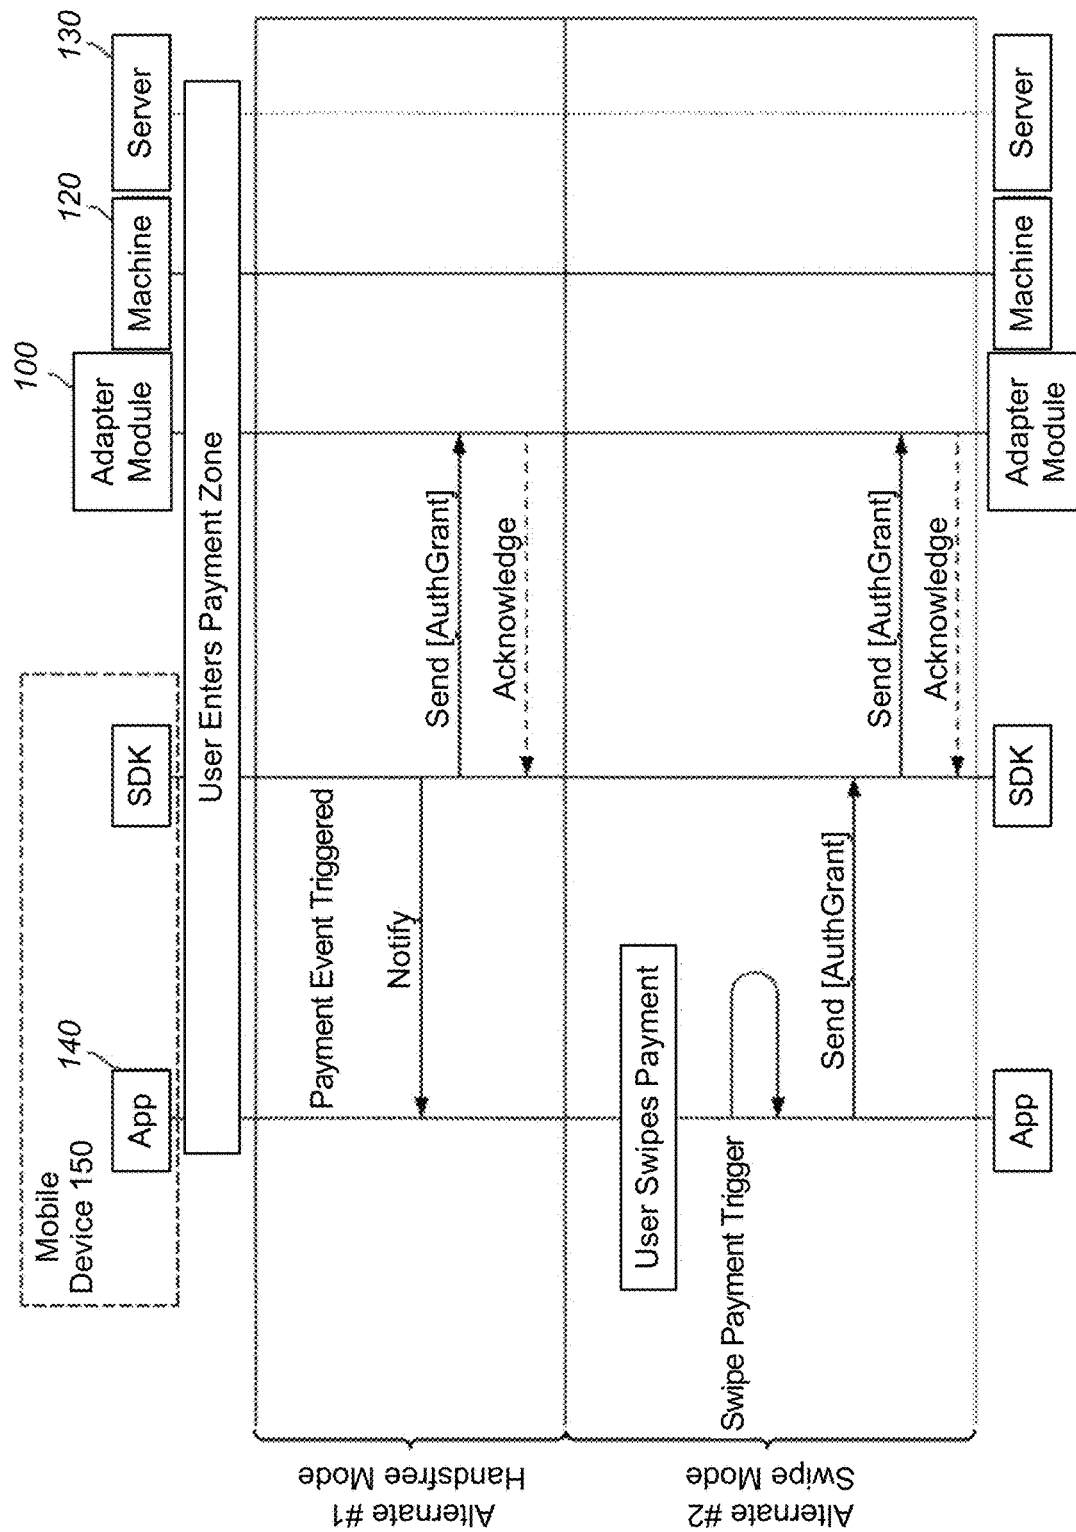 Mobile
Device 150
140
100
120
130
App
SDK
Adapter
Module
Machine
Server
User Enters Payment Zone
Alternate #1
Handsfree Mode
Payment Event Triggered
Notify
Send [AuthGrant]
Acknowledge
Alternate #2
Swipe Mode
User Swipes Payment
Swipe Payment Trigger
Send [AuthGrant]
Send [AuthGrant]
Acknowledge
App
SDK
Adapter
Module
Machine
Server